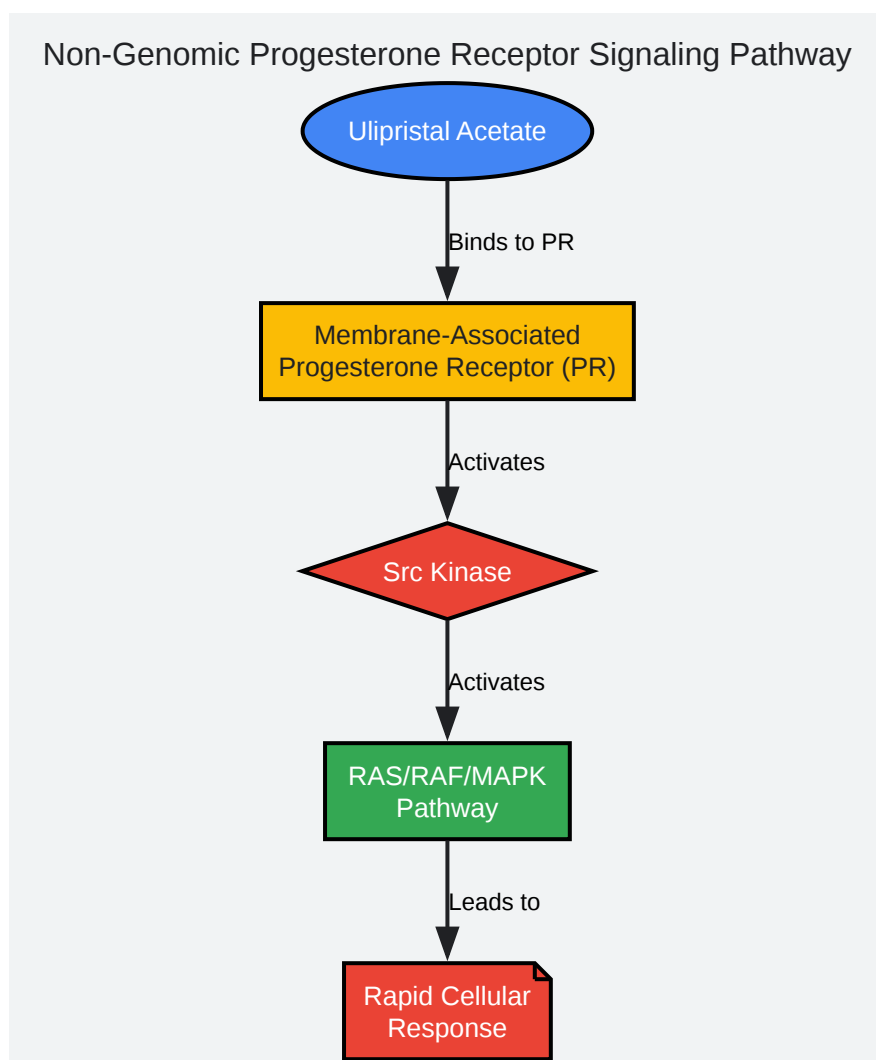 Non-Genomic Progesterone Receptor Signaling Pathway
Ulipristal Acetate
Binds to PR
Membrane-Associated
Progesterone Receptor (PR)
Activates
Src Kinase
Activates
RAS/RAF/MAPK
Pathway
Leads to
Rapid Cellular
Response